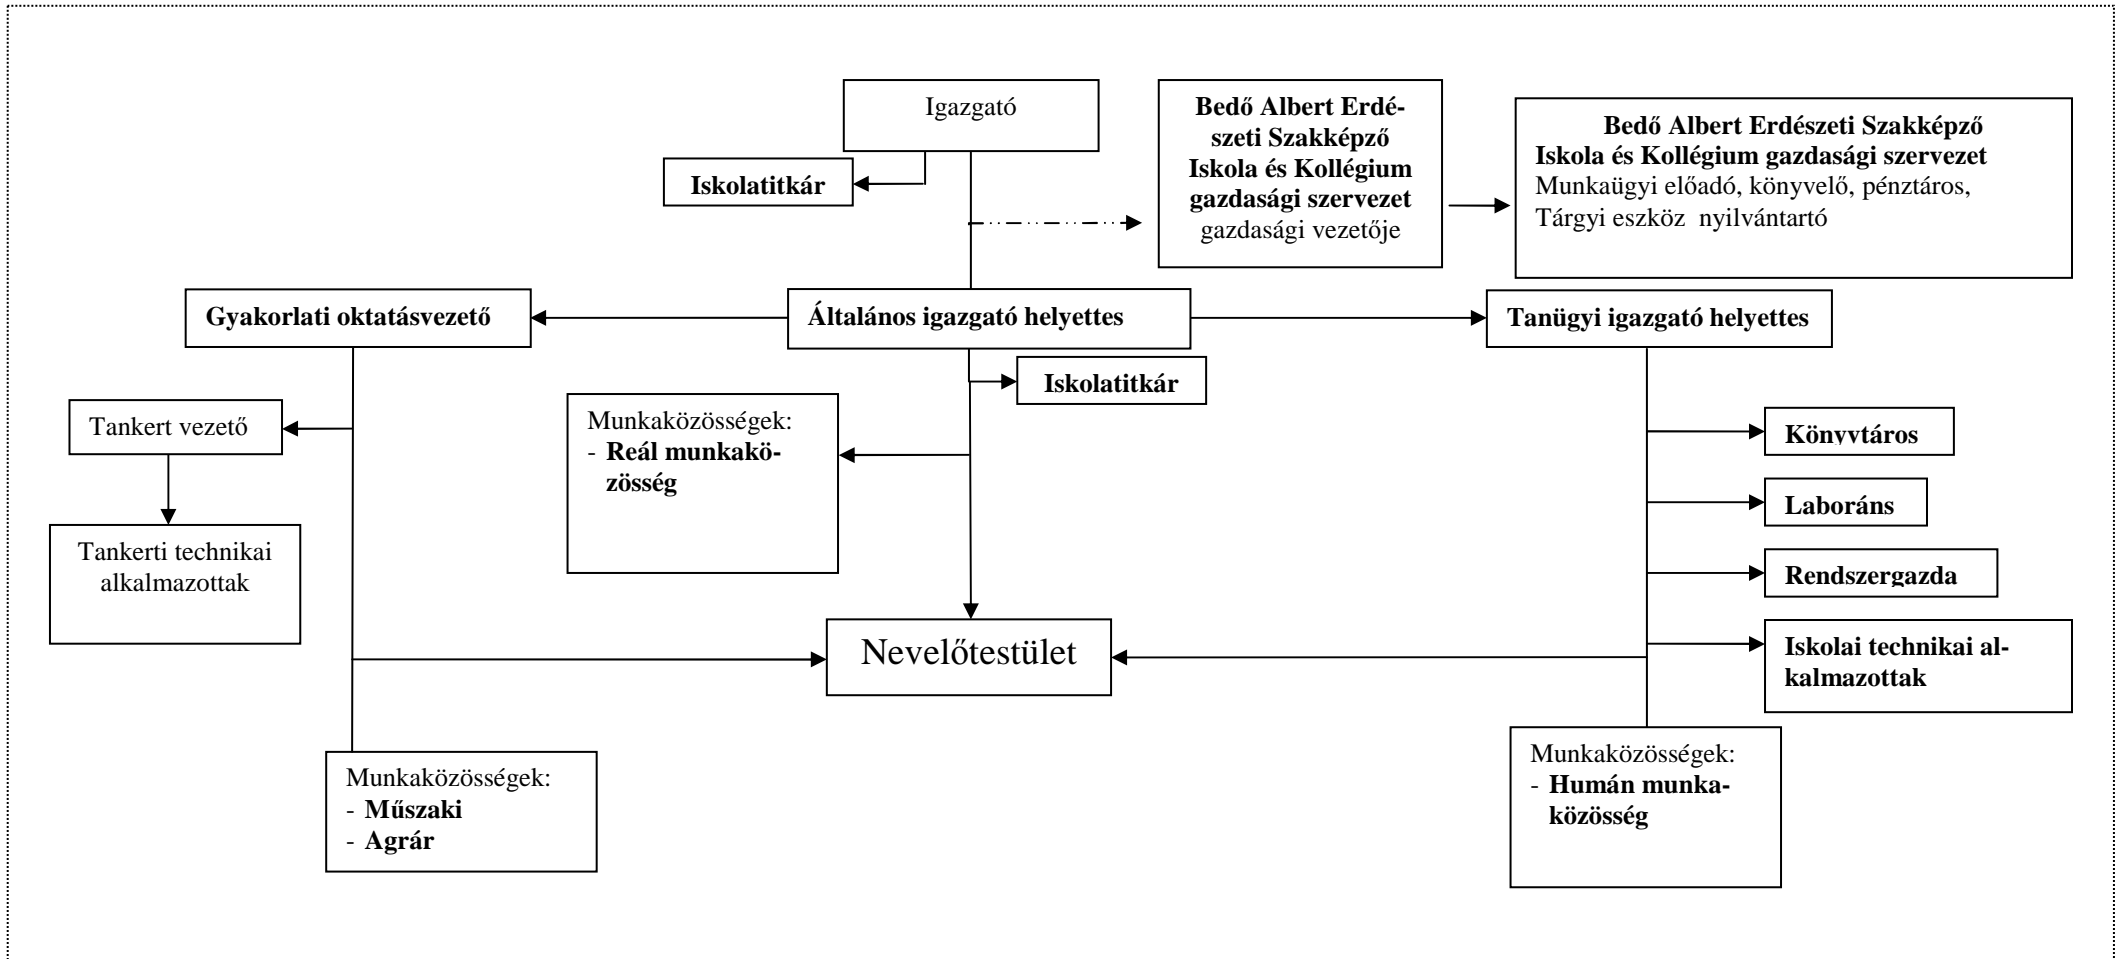 Igazgató
Iskolatitkár
Bedő Albert Erdé-
szeti Szakképző
Iskola és Kollégium
gazdasági szervezet
gazdasági vezetője
Bedő Albert Erdészeti Szakképző
Iskola és Kollégium gazdasági szervezet
Munkaügyi előadó, könyvelő, pénztáros,
Tárgyi eszköz  nyilvántartó
Gyakorlati oktatásvezető
Általános igazgató helyettes
Tanügyi igazgató helyettes
Iskolatitkár
Tankert vezető
Tankerti technikai
alkalmazottak
Munkaközösségek:
- Reál munkakö-
zösség
Könyvtáros
Laboráns
Rendszergazda
Iskolai technikai al-
kalmazottak
Nevelőtestület
Munkaközösségek:
- Műszaki
- Agrár
Munkaközösségek:
- Humán munka-
közösség